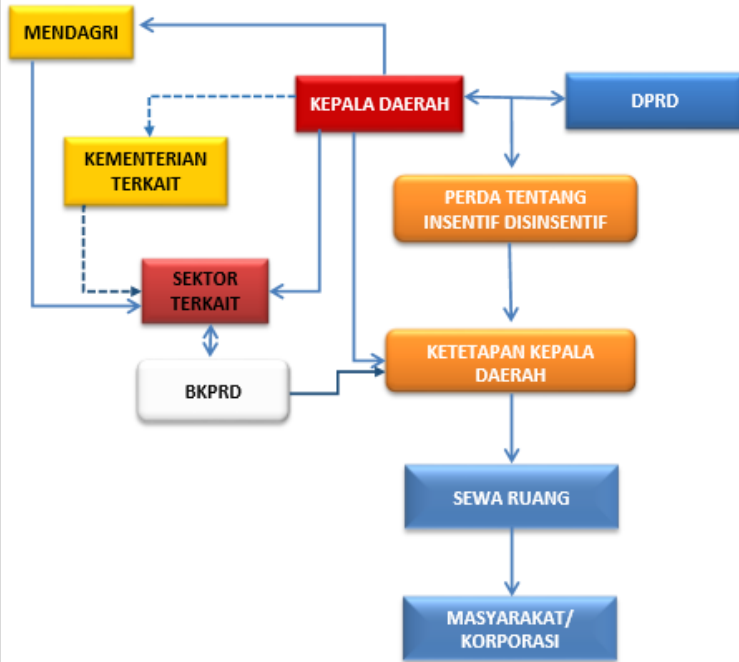 MENDAGRI
KEPALA DAERAH
DPRD
KEMENTERIAN
TERKAIT
PERDA TENTANG
INSENTIF DISINSENTIF
SEKTOR
TERKAIT
KETETAPAN KEPALA
DAERAH
BKPRD
SEWA RUANG
MASYARAKAT/
KORPORASI